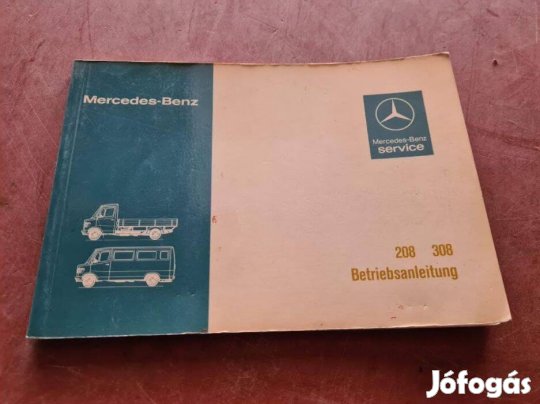 Mercedes-Benz
Mercedes-Benz
service
208 308
Betriebsanleitung
Jófogás